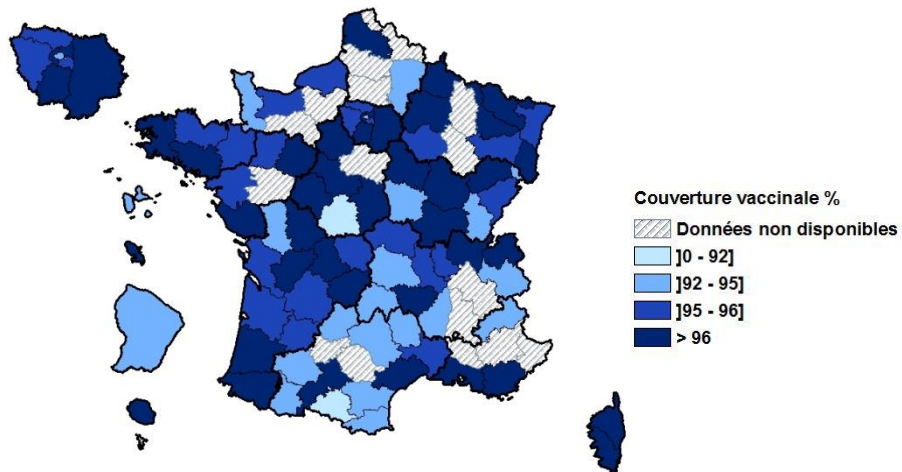 Couverture vaccinale %
Données non disponibles
]0 - 92]
]92 - 95]
]95 - 96]
> 96